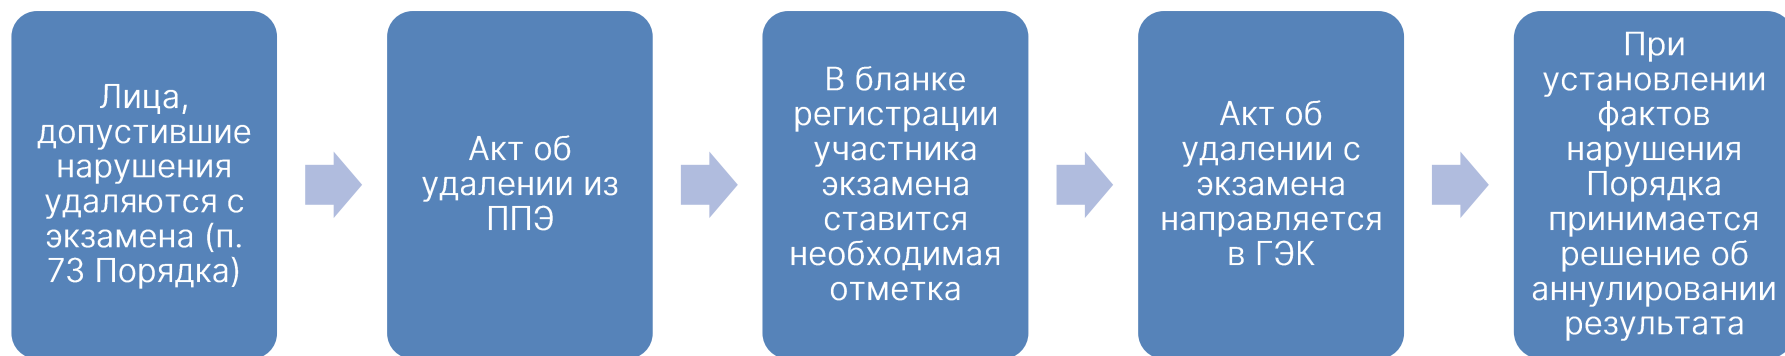 Лица,
допустившие
нарушения
удаляются с
экзамена (п.
73 Порядка)
Акт об
удалении из
ППЭ
В бланке
регистрации
участника
экзамена
ставится
необходимая
отметка
Акт об
удалении с
экзамена
направляется
в ГЭК
При
установлении
фактов
нарушения
Порядка
принимается
решение об
аннулировании
результата